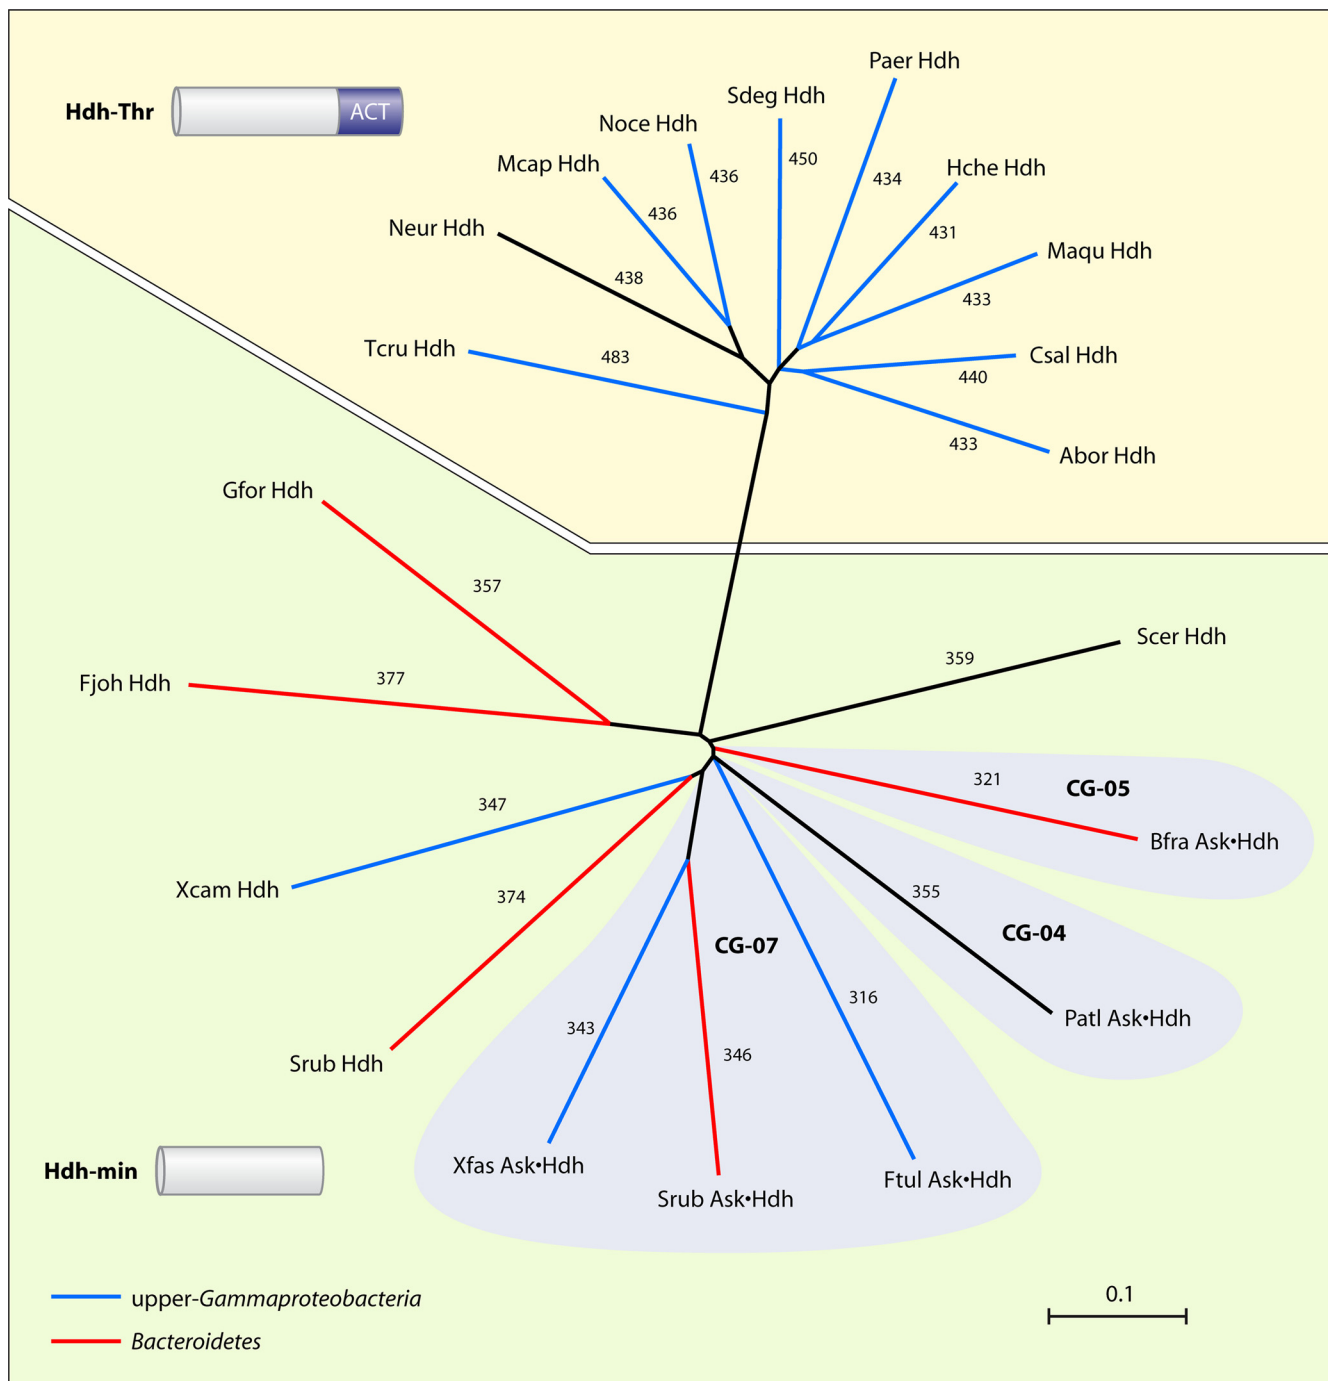 Paer Hdh
Sdeg Hdh
Hdh-Thr
ACT
Noce Hdh
450
Mcap Hdh
436
434
Hche Hdh
436
431
Neur Hdh
Maqu Hdh
438
433
Tcru Hdh
483
Csal Hdh
440
433
Abor Hdh
Gfor Hdh
357
Scer Hdh
359
Fjoh Hdh
377
321
CG-05
347
Bfra Ask•Hdh
Xcam Hdh
374
355
CG-04
CG-07
316
343
Patl Ask•Hdh
346
Srub Hdh
Hdh-min
Xfas Ask•Hdh
Srub Ask•Hdh
Ftul Ask•Hdh
upper-Gammaproteobacteria
Bacteroidetes
0.1